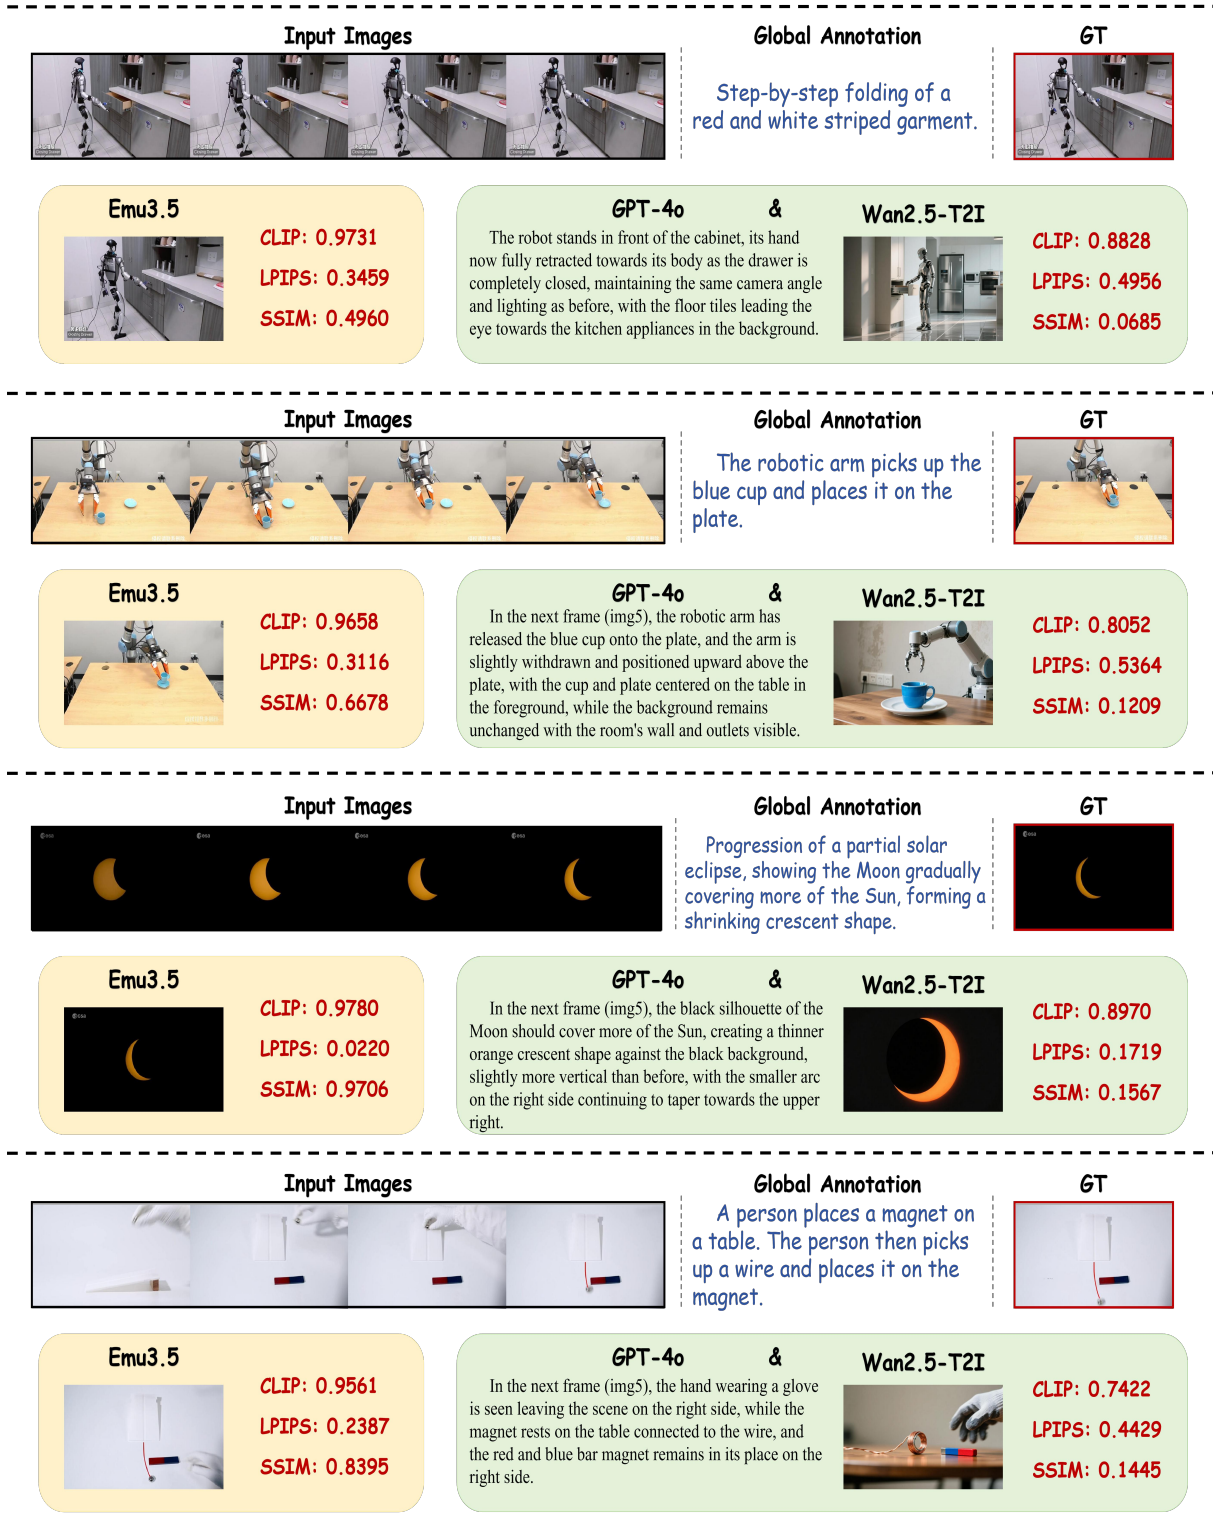 Input Images
Global Annotation
GT
Step-by-step folding of a
red and white striped garment.
Closing Drawer
Closing Drawer
Emu3.5
CLIP: 0.9731
LPIPS: 0.3459
SSIM: 0.4960
GPT-4o & Wan2.5-T2I
The robot stands in front of the cabinet, its hand
now fully retracted towards its body as the drawer is
completely closed, maintaining the same camera angle
and lighting as before, with the floor tiles leading the
eye towards the kitchen appliances in the background.
CLIP: 0.8828
LPIPS: 0.4956
SSIM: 0.0685
Input Images
Global Annotation
GT
The robotic arm picks up the
blue cup and places it on the
plate.
Emu3.5
CLIP: 0.9658
LPIPS: 0.3116
SSIM: 0.6678
GPT-4o & Wan2.5-T2I
In the next frame (img5), the robotic arm has
released the blue cup onto the plate, and the arm is
slightly withdrawn and positioned upward above the
plate, with the cup and plate centered on the table in
the foreground, while the background remains
unchanged with the room's wall and outlets visible.
CLIP: 0.8052
LPIPS: 0.5364
SSIM: 0.1209
Input Images
Global Annotation
GT
esa
esa
esa
esa
Progression of a partial solar
eclipse, showing the Moon gradually
covering more of the Sun, forming a
shrinking crescent shape.
esa
Emu3.5
esa
CLIP: 0.9780
LPIPS: 0.0220
SSIM: 0.9706
GPT-4o & Wan2.5-T2I
In the next frame (img5), the black silhouette of the
Moon should cover more of the Sun, creating a thinner
orange crescent shape against the black background,
slightly more vertical than before, with the smaller arc
on the right side continuing to taper towards the upper
right.
CLIP: 0.8970
LPIPS: 0.1719
SSIM: 0.1567
Input Images
Global Annotation
GT
A person places a magnet on
a table. The person then picks
up a wire and places it on the
magnet.
Emu3.5
CLIP: 0.9561
LPIPS: 0.2387
SSIM: 0.8395
GPT-4o & Wan2.5-T2I
In the next frame (img5), the hand wearing a glove
is seen leaving the scene on the right side, while the
magnet rests on the table connected to the wire, and
the red and blue bar magnet remains in its place on the
right side.
CLIP: 0.7422
LPIPS: 0.4429
SSIM: 0.1445